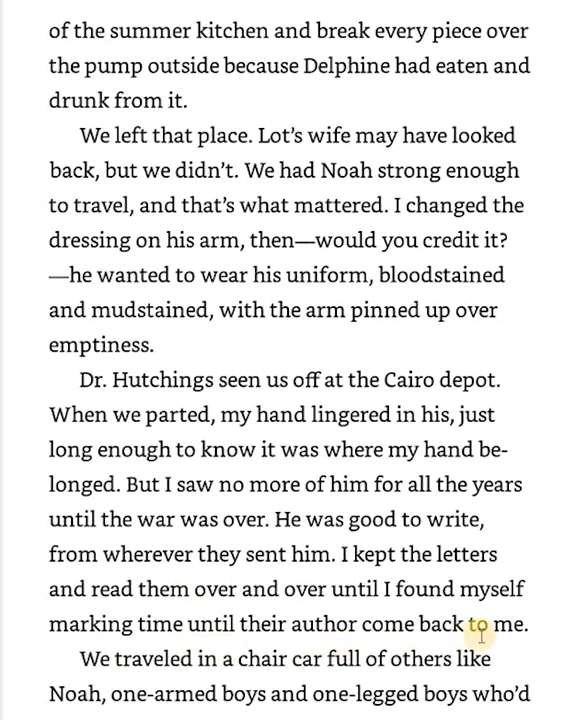 of the summer kitchen and break every piece over
the pump outside because Delphine had eaten and
drunk from it.
We left that place. Lot’s wife may have looked
back, but we didn’t. We had Noah strong enough
to travel, and that’s what mattered. I changed the
dressing on his arm, then—would you credit it?
—he wanted to wear his uniform, bloodstained
and mudstained, with the arm pinned up over
emptiness.
Dr. Hutchings seen us off at the Cairo depot.
When we parted, my hand lingered in his, just
long enough to know it was where my hand be-
longed. But I saw no more of him for all the years
until the war was over. He was good to write,
from wherever they sent him. I kept the letters
and read them over and over until I found myself
marking time until their author come back to me.
We traveled in a chair car full of others like
Noah, one-armed boys and one-legged boys who’d